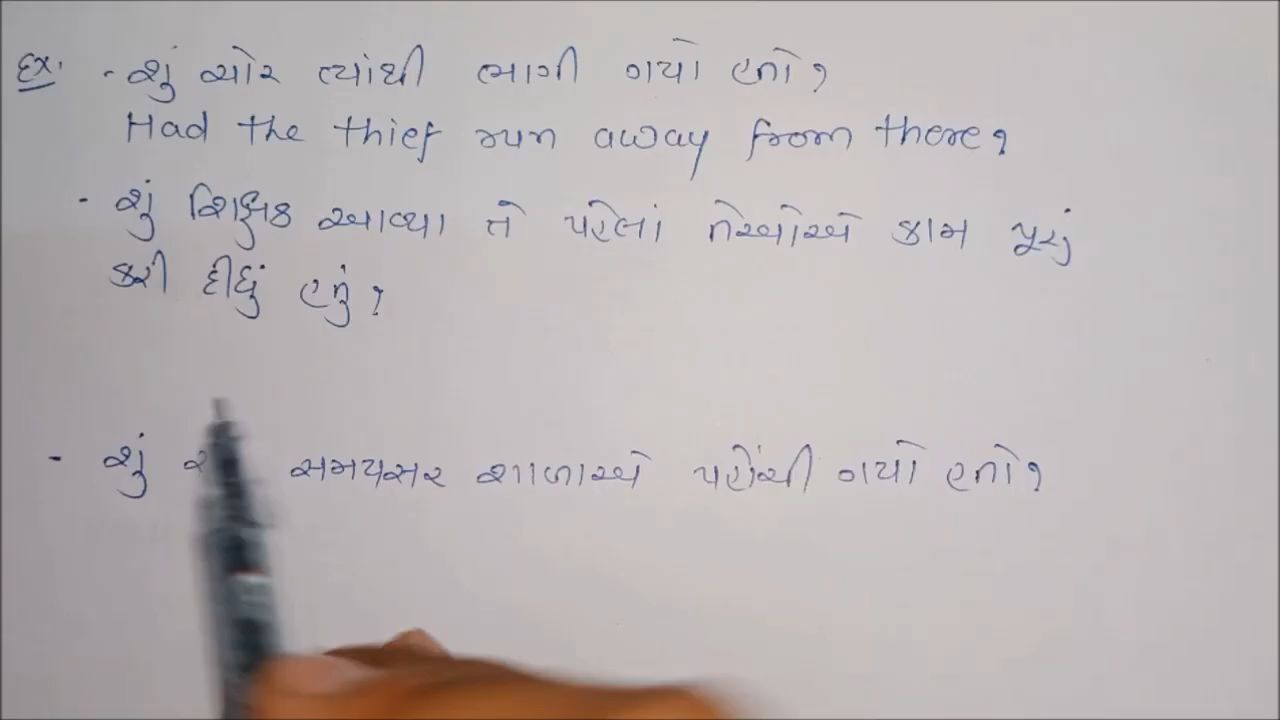 Ex. - શું ચોર ત્યાંથી ભાગી ગયો હતો?
Had the thief run away from there?
- શું શિક્ષક આવ્યા તે પહેલાં તેઓએ કામ પૂરું
કરી દીધું હતું?
- શું સમયસર શાળાએ પહોંચી ગયો હતો?